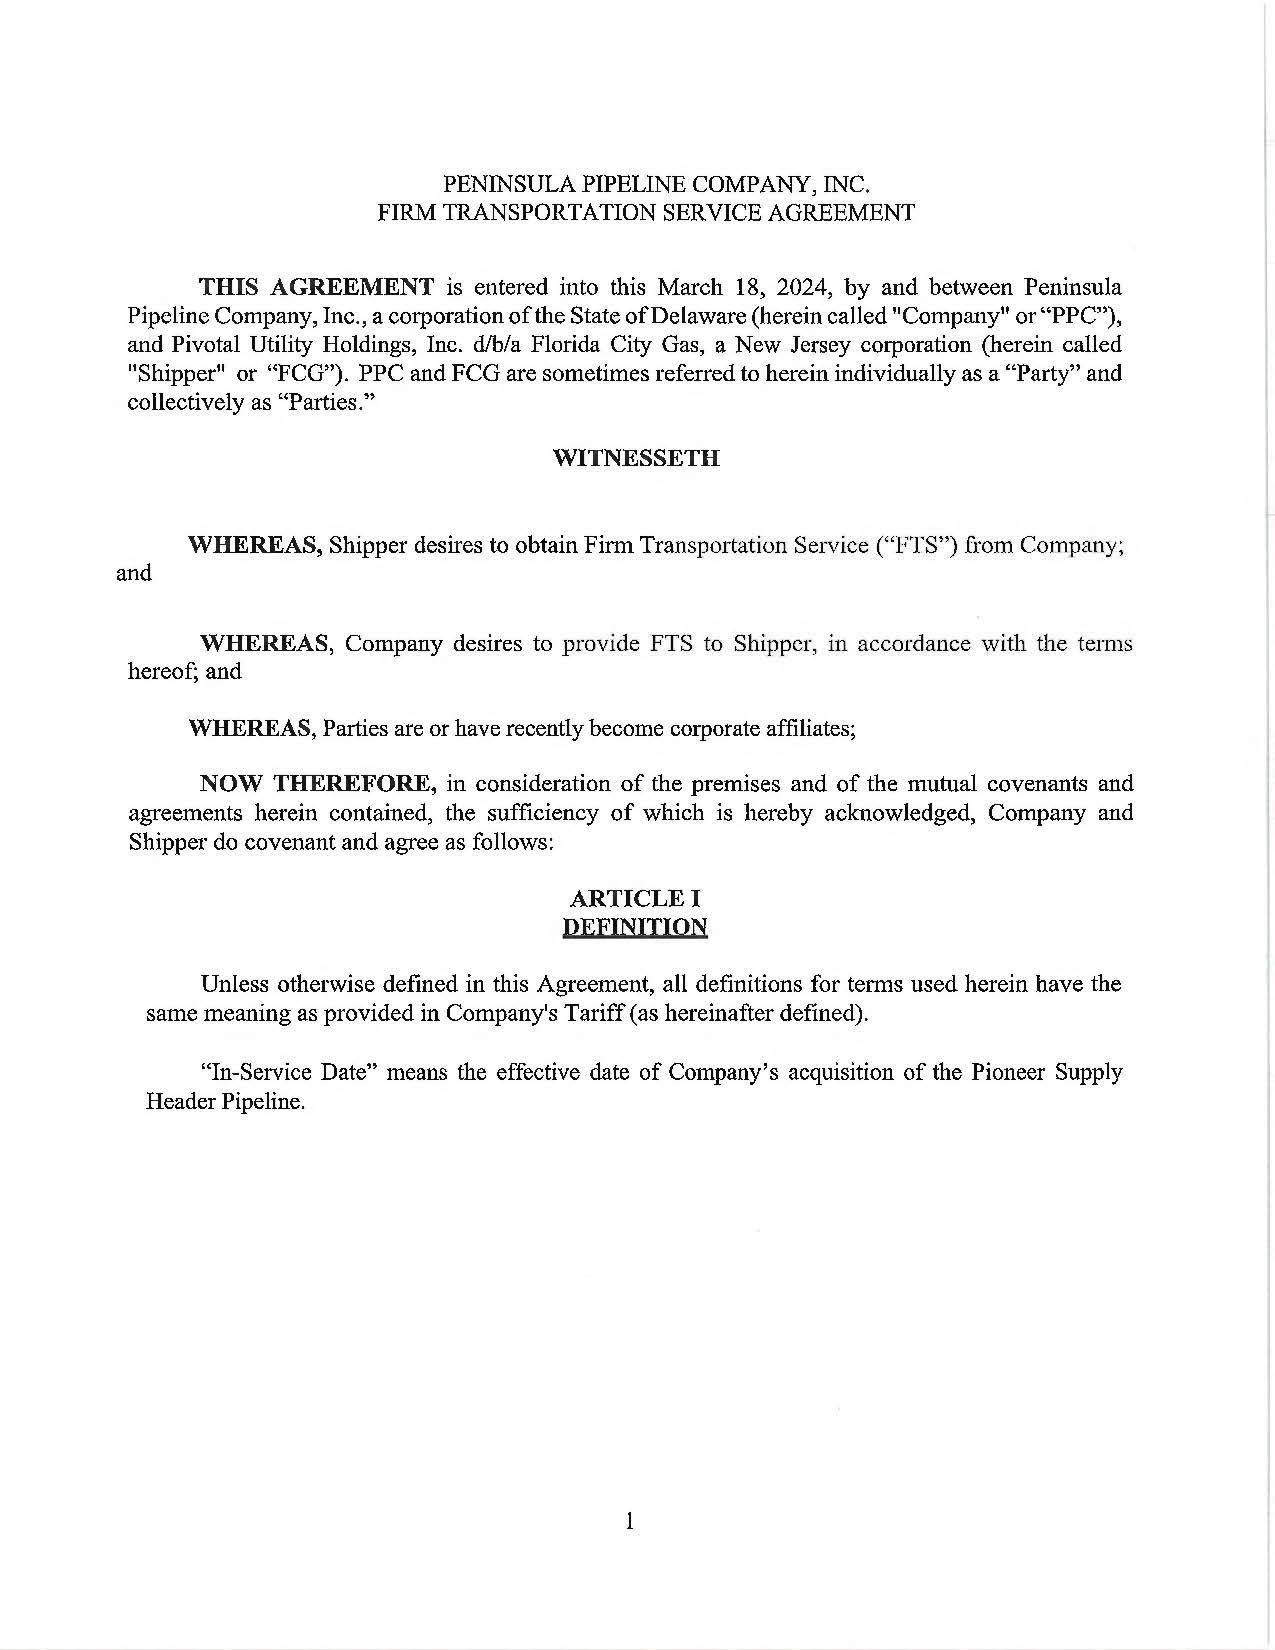 PENINSULA PIPELINE COMPANY, INC.
FIRM TRANSPORTATION SERVICE AGREEMENT
THIS AGREEMENT is entered into this March 18, 2024, by and between Peninsula
Pipeline Company, Inc., a corporation of the State of Delaware (herein called "Company" or “PPC”),
and Pivotal Utility Holdings, Inc. d/b/a Florida City Gas, a New Jersey corporation (herein called
"Shipper" or “FCG”). PPC and FCG are sometimes referred to herein individually as a “Party” and
collectively as “Parties.”
WITNESSETH
WHEREAS, Shipper desires to obtain Firm Transportation Service (“FTS”) from Company;
and
WHEREAS, Company desires to provide FTS to Shipper, in accordance with the terms
hereof; and
WHEREAS, Parties are or have recently become corporate affiliates;
NOW THEREFORE, in consideration of the premises and of the mutual covenants and
agreements herein contained, the sufficiency of which is hereby acknowledged, Company and
Shipper do covenant and agree as follows:
ARTICLE I
DEFINITION
Unless otherwise defined in this Agreement, all definitions for terms used herein have the
same meaning as provided in Company's Tariff (as hereinafter defined).
“In-Service Date” means the effective date of Company’s acquisition of the Pioneer Supply
Header Pipeline.
1